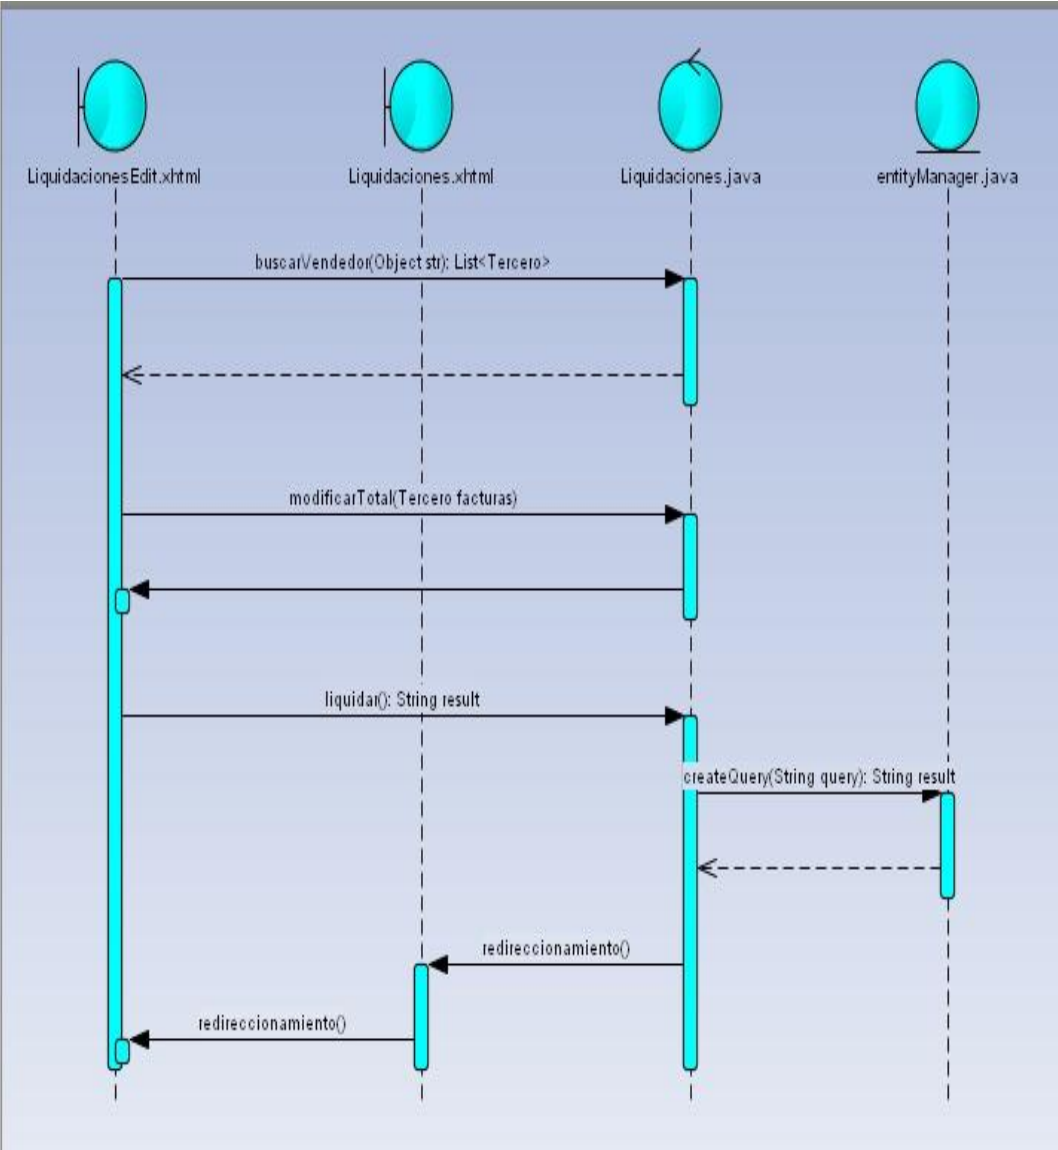 LiquidacionesEdit.xhtml
Liquidaciones.xhtml
Liquidaciones.java
entityManager.java
buscarVendedor(Object str): List<Tercero>
modificarTotal(Tercero facturas)
liquidar(): String result
createQuery(String query): String result
redireccionamiento()
redireccionamiento()